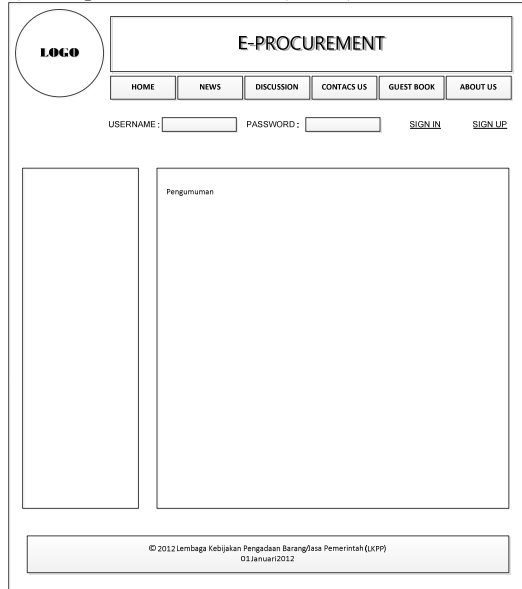 LOGO
E-PROCUREMENT
HOME NEWS DISCUSSION CONTACS US GUEST BOOK ABOUT US
USERNAME : PASSWORD : SIGN IN SIGN UP
Pengumuman
© 2012 Lembaga Kebijakan Pengadaan Barang/Jasa Pemerintah (LKPP)
01 Januari 2012